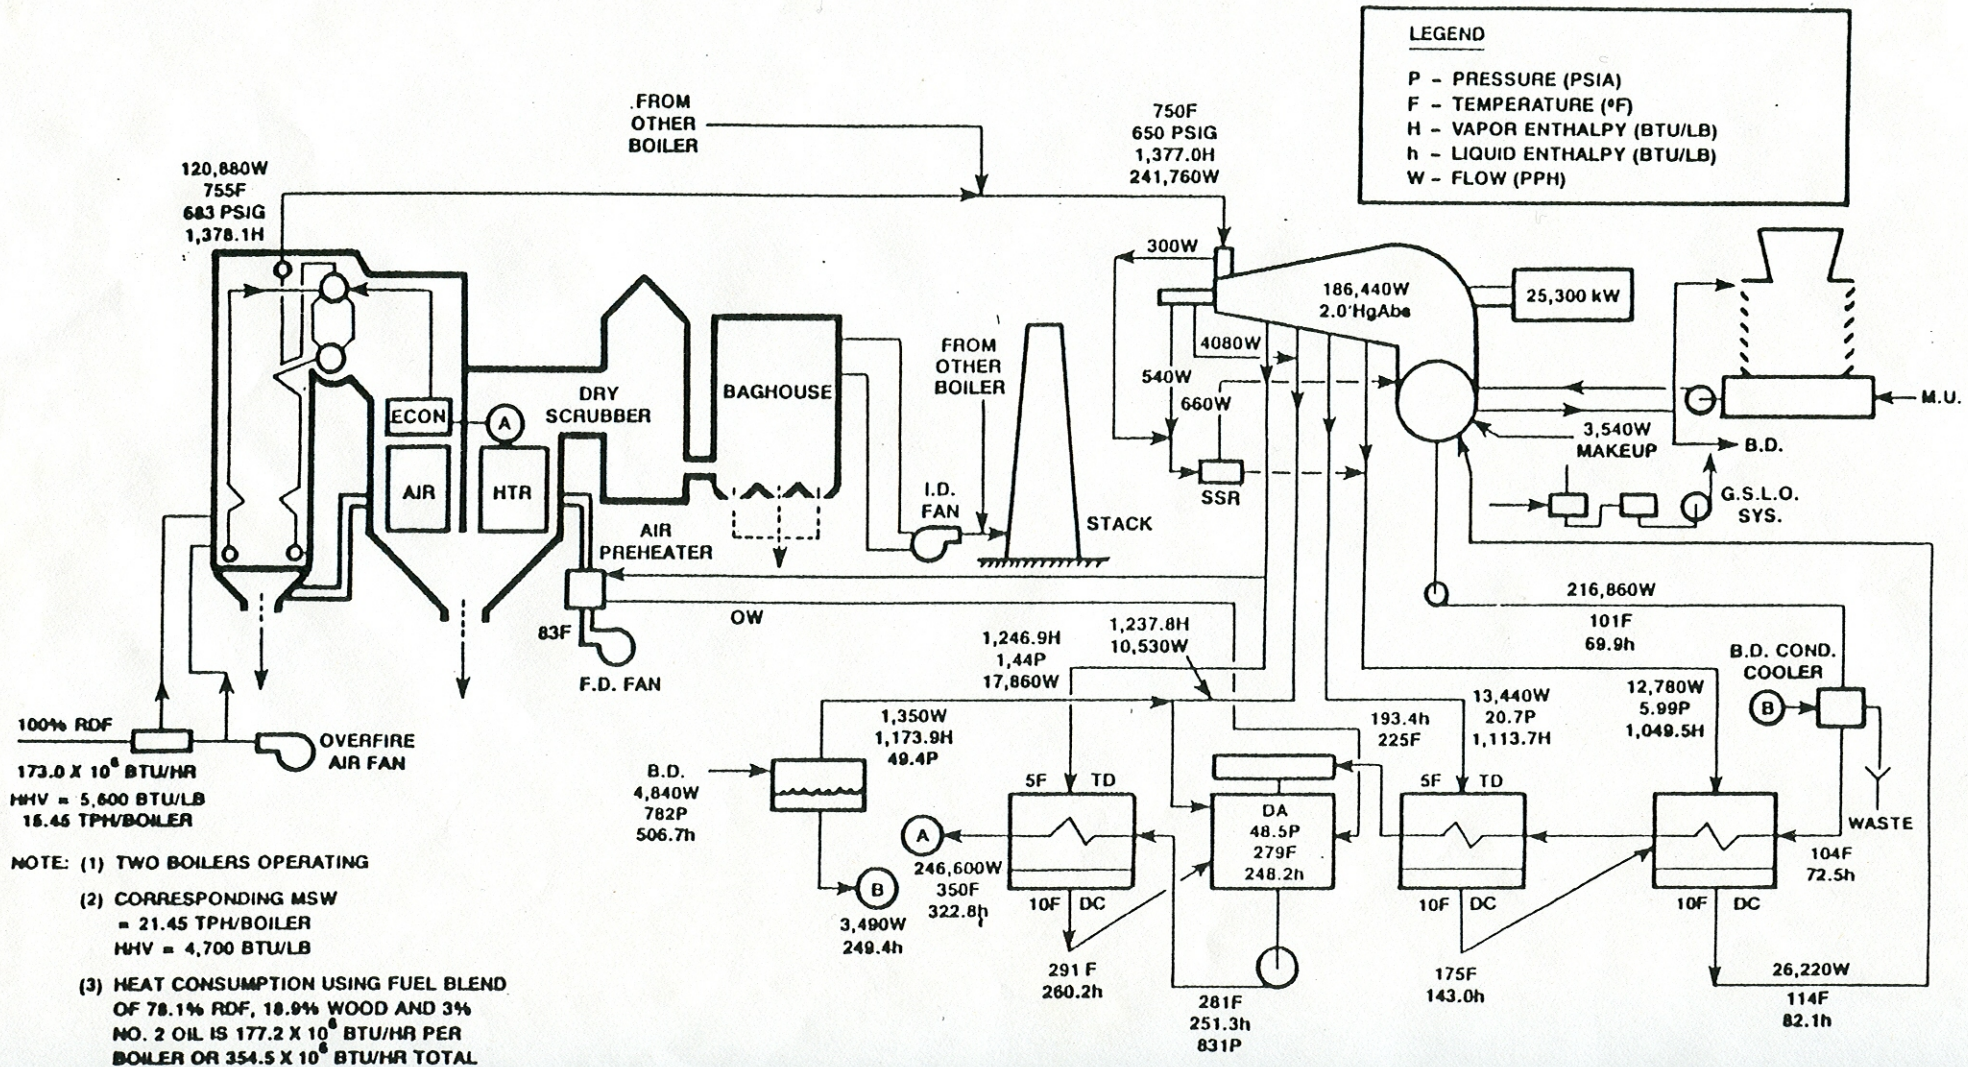 LEGEND
P - PRESSURE (PSIA)
F - TEMPERATURE (ºF)
H - VAPOR ENTHALPY (BTU/LB)
h - LIQUID ENTHALPY (BTU/LB)
W - FLOW (PPH)
FROM
OTHER
BOILER
750F
650 PSIG
1,377.0H
241,760W
120,880W
755F
683 PSIG
1,378.1H
300W
186,440W
2.0"HgAbs
25,300 kW
4080W
540W
660W
SSR
FROM
OTHER
BOILER
DRY
SCRUBBER
BAGHOUSE
ECON
A
AIR
HTR
I.D.
FAN
STACK
AIR
PREHEATER
M.U.
3,540W
MAKEUP
B.D.
G.S.L.O.
SYS.
83F
F.D. FAN
OW
216,860W
101F
69.9h
B.D. COND.
COOLER
B
WASTE
100% RDF
OVERFIRE
AIR FAN
173.0 X 10⁶ BTU/HR
HHV = 5,600 BTU/LB
15.45 TPH/BOILER
1,246.9H
1,44P
17,860W
1,237.8H
10,530W
1,350W
1,173.9H
49.4P
B.D.
4,840W
782P
506.7h
B
3,490W
249.4h
A
246,600W
350F
322.8h
5F TD
10F DC
291 F
260.2h
DA
48.5P
279F
248.2h
281F
251.3h
831P
193.4h
225F
13,440W
20.7P
1,113.7H
5F TD
10F DC
175F
143.0h
12,780W
5.99P
1,049.5H
104F
72.5h
10F DC
26,220W
114F
82.1h
NOTE: (1) TWO BOILERS OPERATING
(2) CORRESPONDING MSW
= 21.45 TPH/BOILER
HHV = 4,700 BTU/LB
(3) HEAT CONSUMPTION USING FUEL BLEND
OF 78.1% RDF, 18.9% WOOD AND 3%
NO. 2 OIL IS 177.2 X 10⁶ BTU/HR PER
BOILER OR 354.5 X 10⁶ BTU/HR TOTAL